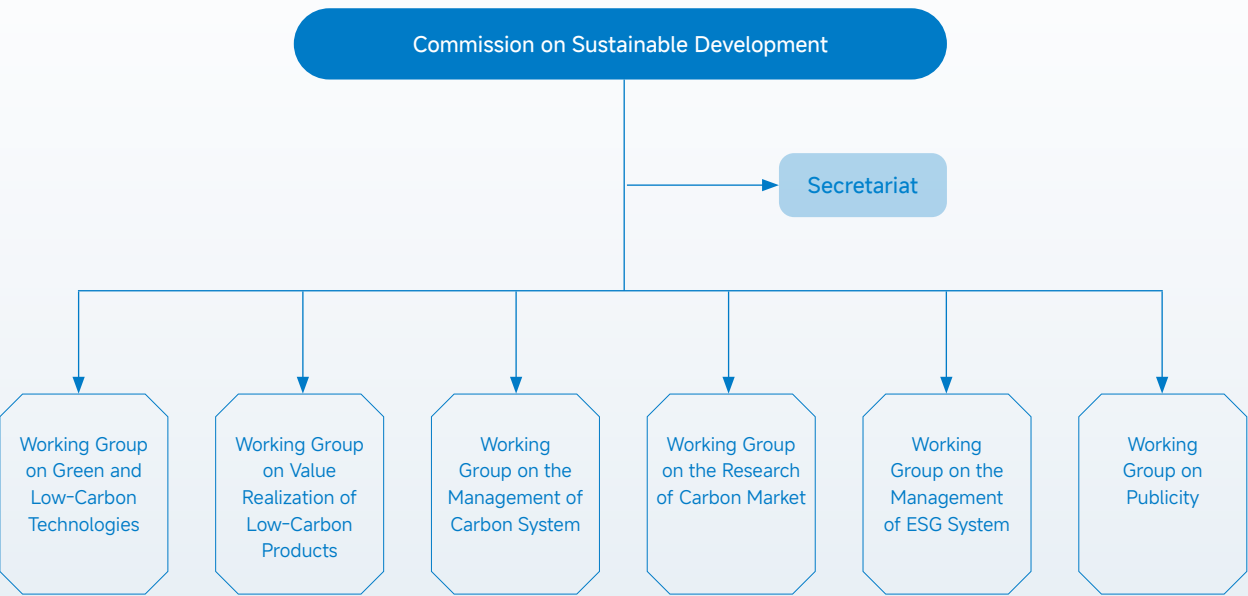 Commission on Sustainable Development
Secretariat
Working Group
on Green and
Low-Carbon
Technologies
Working Group
on Value
Realization of
Low-Carbon
Products
Working
Group on the
Management of
Carbon System
Working Group
on the Research
of Carbon Market
Working
Group on the
Management
of ESG System
Working
Group on
Publicity